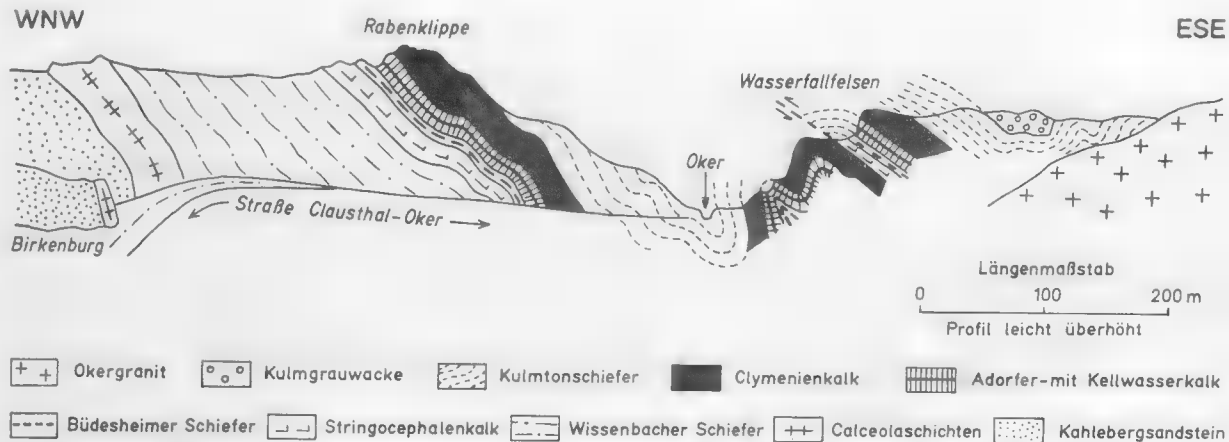 WNW
ESE
Rabenklippe
Wasserfallfelsen
Oker
Straße Clausthal-Oker
Birkenburg
Längenmaßstab
0 100 200 m
Profil leicht überhöht
Okergranit Kulmgrauwacke Kulmtonschiefer Clymenienkalk Adorfer-mit Kellwasserkalk
Büdesheimer Schiefer Stringocephalenkalk Wissenbacher Schiefer Calceolaschichten Kahlebergsandstein